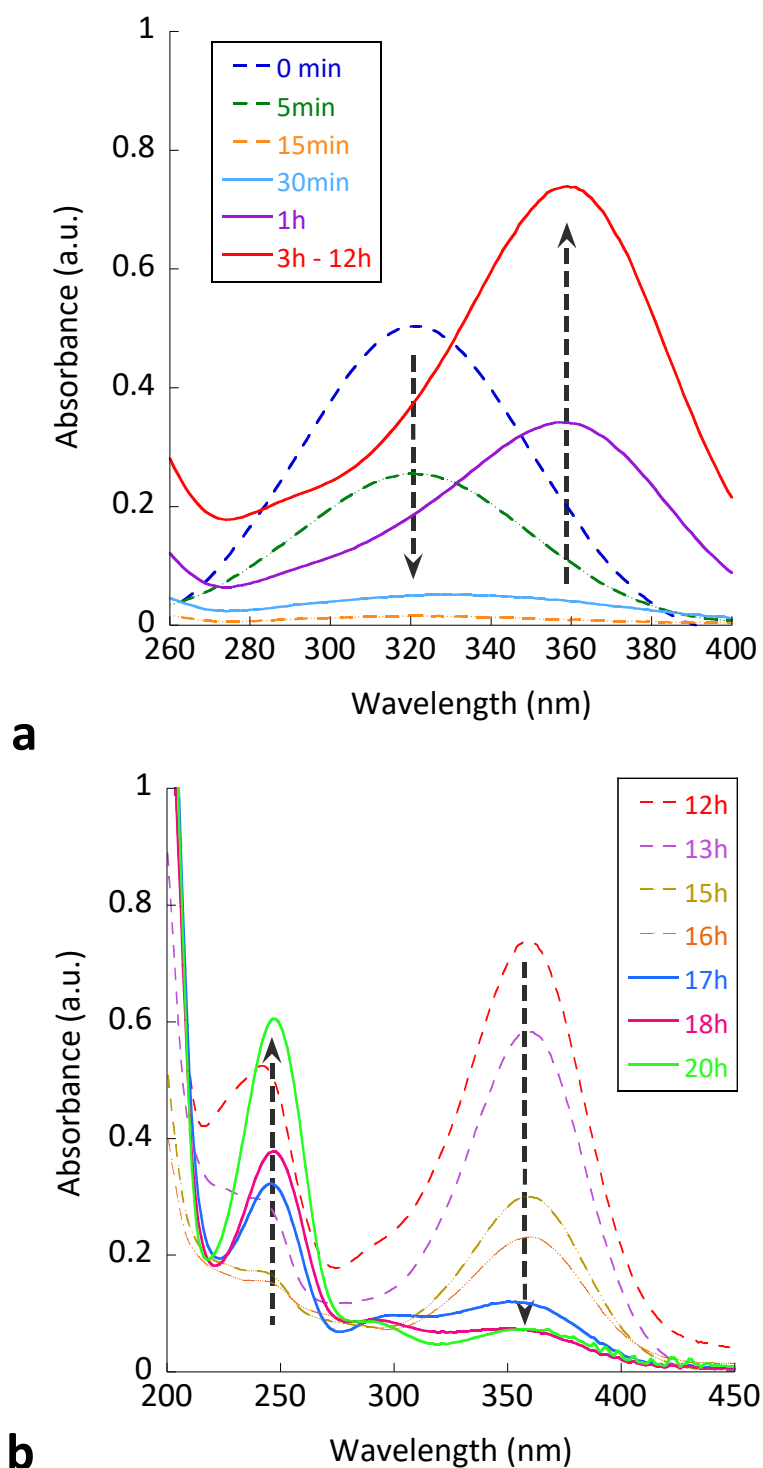 1
0 min
5min
0.8
15min
30min
1h
3h - 12h
0.6
Absorbance (a.u.)
0.4
0.2
0
260 280 300 320 340 360 380 400
Wavelength (nm)
a
1
12h
13h
0.8
15h
16h
17h
0.6
18h
20h
Absorbance (a.u.)
0.4
0.2
0
200 250 300 350 400 450
Wavelength (nm)
b